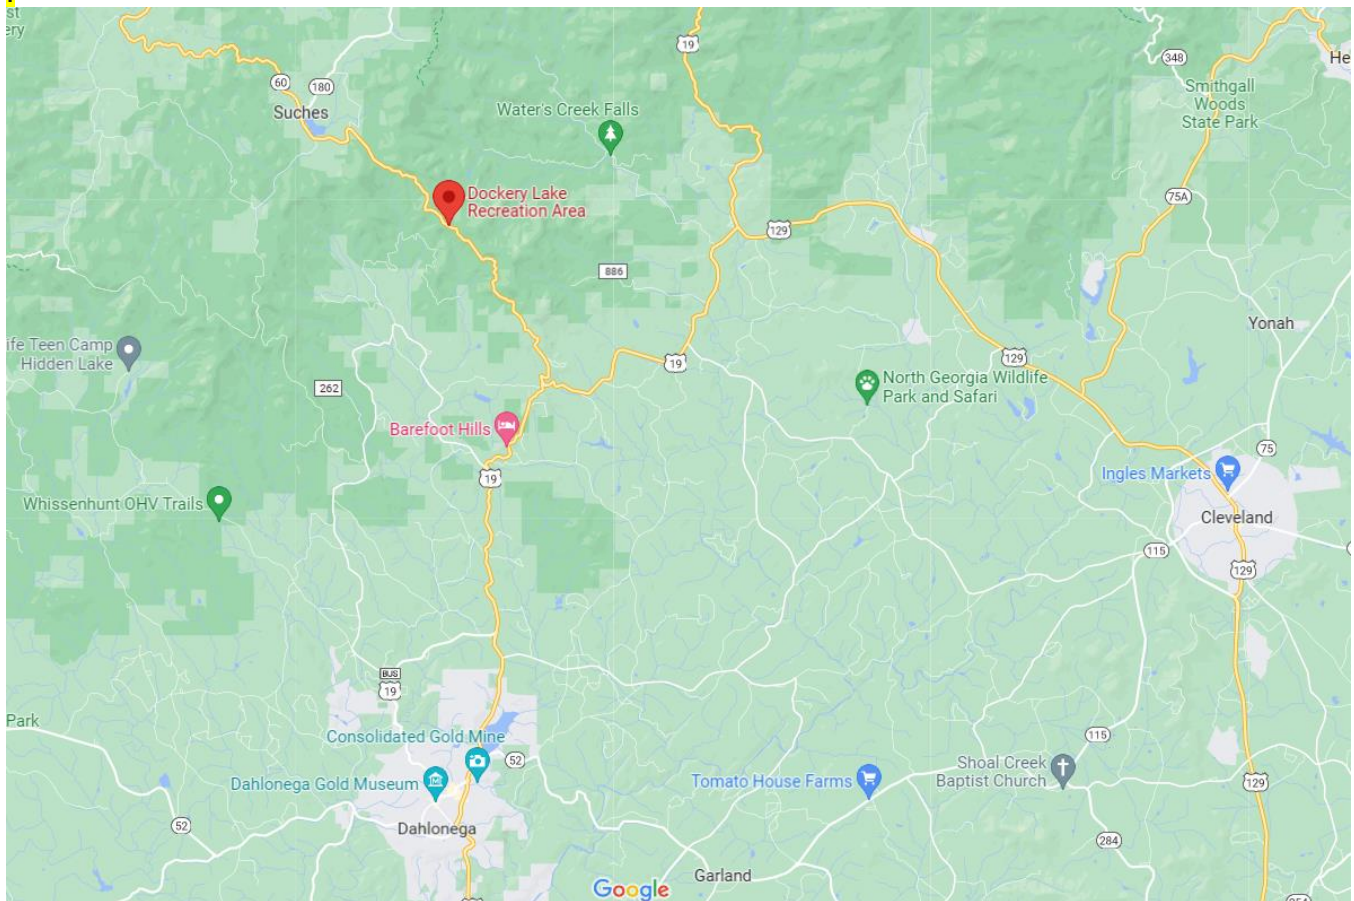 st
ery
19
348
He
60
180
Suches
Water's Creek Falls
Smithgall
Woods
State Park
Dockery Lake
Recreation Area
75A
129
886
Yonah
ife Teen Camp
Hidden Lake
19
129
262
North Georgia Wildlife
Park and Safari
Barefoot Hills
75
Ingles Markets
19
Whissenhunt OHV Trails
Cleveland
115
129
BUS
19
Park
Consolidated Gold Mine
115
52
Shoal Creek
Baptist Church
Dahlonega Gold Museum
Tomato House Farms
129
52
Dahlonega
284
Garland
Google